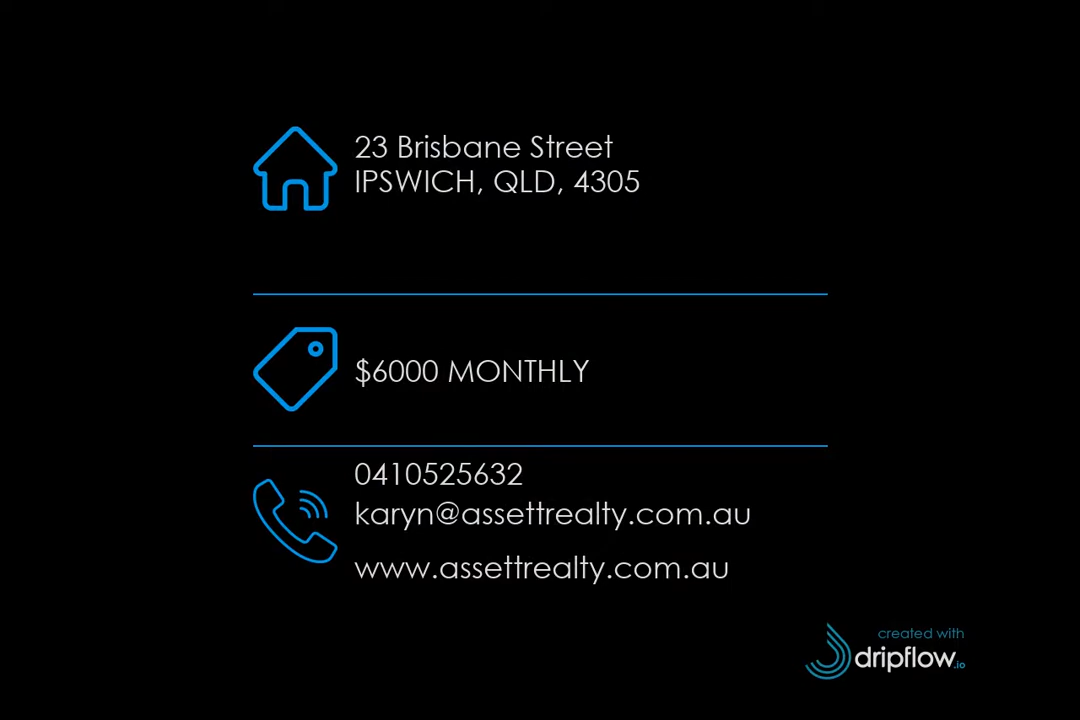 23 Brisbane Street
IPSWICH, QLD, 4305
$6000 MONTHLY
0410525632
karyn@assettrealty.com.au
www.assettrealty.com.au
created with
dripflow.io